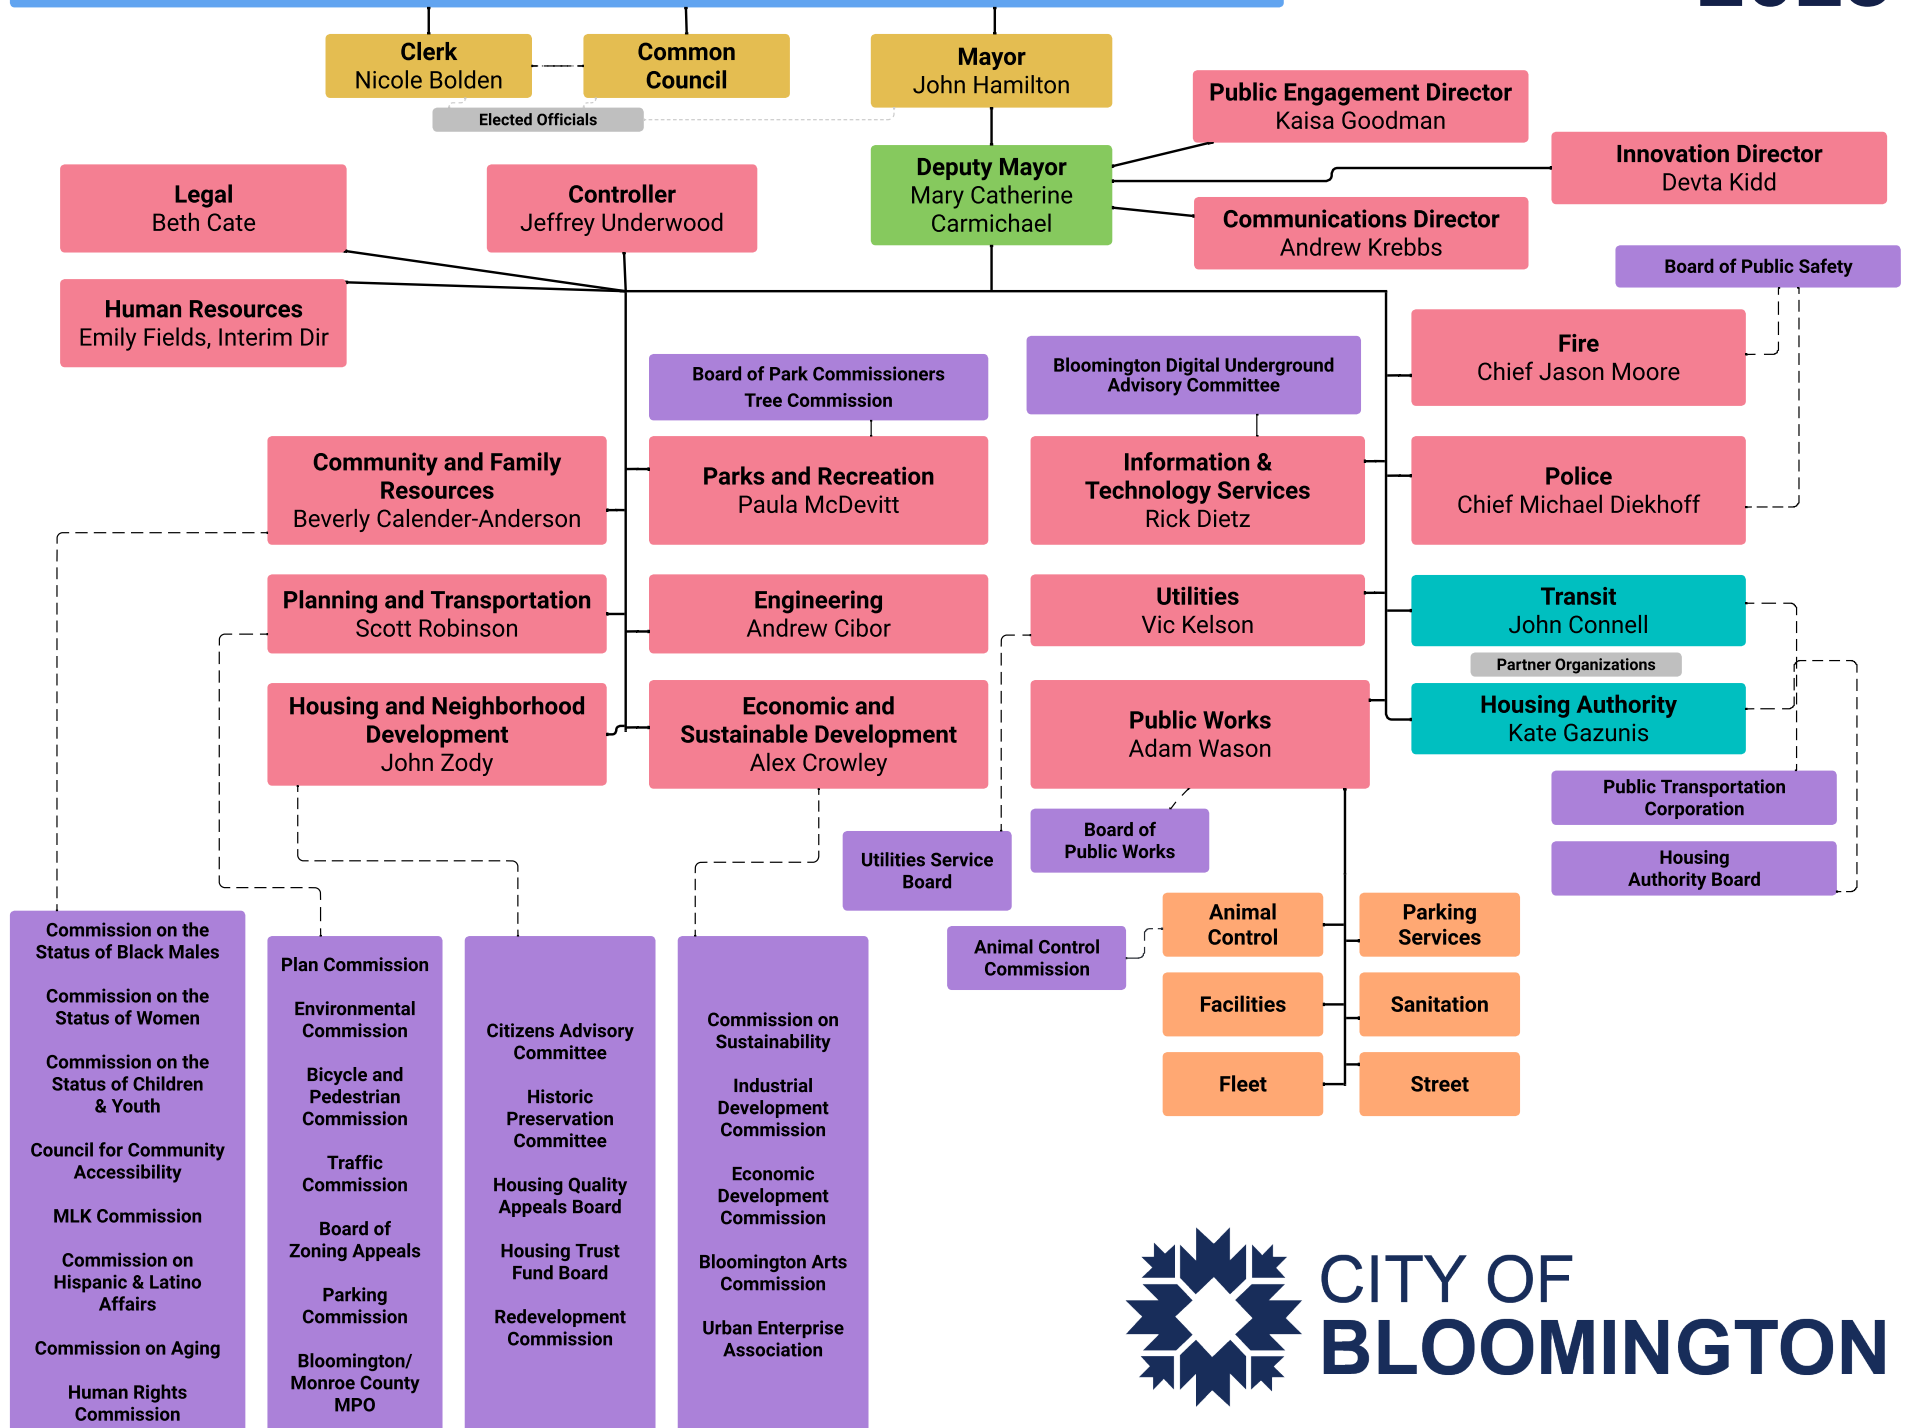 Clerk
Nicole Bolden
Common
Council
Mayor
John Hamilton
Elected Officials
Public Engagement Director
Kaisa Goodman
Innovation Director
Devta Kidd
Deputy Mayor
Mary Catherine
Carmichael
Communications Director
Andrew Krebbs
Legal
Beth Cate
Controller
Jeffrey Underwood
Board of Public Safety
Human Resources
Emily Fields, Interim Dir
Fire
Chief Jason Moore
Board of Park Commissioners
Tree Commission
Bloomington Digital Underground
Advisory Committee
Community and Family
Resources
Beverly Calender-Anderson
Parks and Recreation
Paula McDevitt
Information &
Technology Services
Rick Dietz
Police
Chief Michael Diekhoff
Planning and Transportation
Scott Robinson
Engineering
Andrew Cibor
Utilities
Vic Kelson
Transit
John Connell
Partner Organizations
Housing and Neighborhood
Development
John Zody
Economic and
Sustainable Development
Alex Crowley
Public Works
Adam Wason
Housing Authority
Kate Gazunis
Public Transportation
Corporation
Housing
Authority Board
Utilities Service
Board
Board of
Public Works
Animal Control
Commission
Animal
Control
Parking
Services
Facilities
Sanitation
Fleet
Street
Commission on the
Status of Black Males
Commission on the
Status of Women
Commission on the
Status of Children
& Youth
Council for Community
Accessibility
MLK Commission
Commission on
Hispanic & Latino
Affairs
Commission on Aging
Human Rights
Commission
Plan Commission
Environmental
Commission
Bicycle and
Pedestrian
Commission
Traffic
Commission
Board of
Zoning Appeals
Parking
Commission
Bloomington/
Monroe County
MPO
Citizens Advisory
Committee
Historic
Preservation
Committee
Housing Quality
Appeals Board
Housing Trust
Fund Board
Redevelopment
Commission
Commission on
Sustainability
Industrial
Development
Commission
Economic
Development
Commission
Bloomington Arts
Commission
Urban Enterprise
Association
CITY OF
BLOOMINGTON